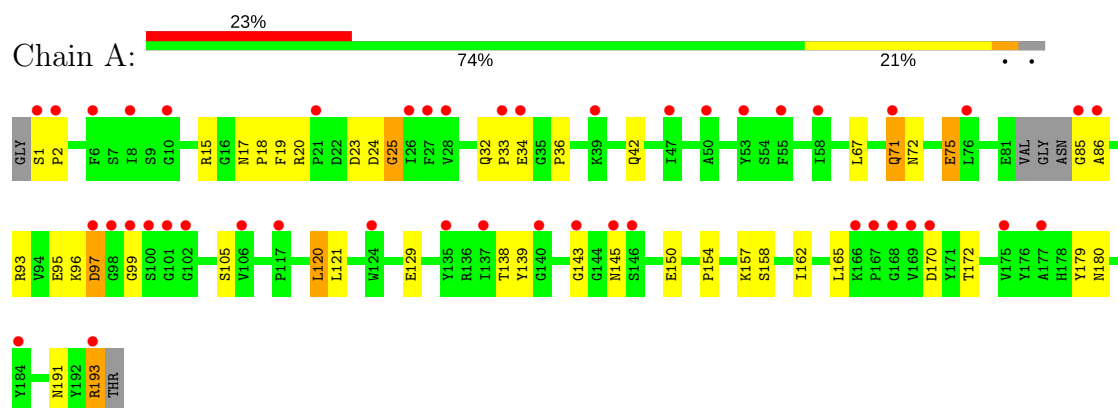 23%
Chain A:
74% 21% • •
GLY S1 P2 F6 S7 I8 S9 G10 R15 G16 N17 P18 F19 R20 P21 D22 D23 D24 G25 I26 F27 V28 Q32 P33 E34 G35 P36 K39 Q42 I47 A50 Y53 S54 F55 I58 L67 Q71 N72 E75 L76 E81 VAL GLY ASN G85 A86
R93 V94 E95 K96 D97 G98 G99 S100 G101 G102 S105 V106 P117 L120 L121 W124 E129 Y135 R136 I137 T138 Y139 G140 G143 G144 N145 S146 E150 P154 K157 S158 I162 L165 K166 P167 G168 V169 D170 Y171 T172 V175 Y176 A177 H178 Y179 N180
Y184 N191 Y192 R193 THR